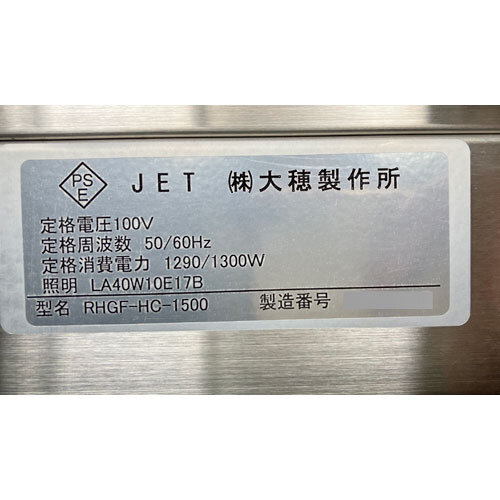 PS
E
JET ㈱大穂製作所
定格電圧100V
定格周波数 50/60Hz
定格消費電力 1290/1300W
照明 LA40W10E17B
型名 RHGF-HC-1500 製造番号